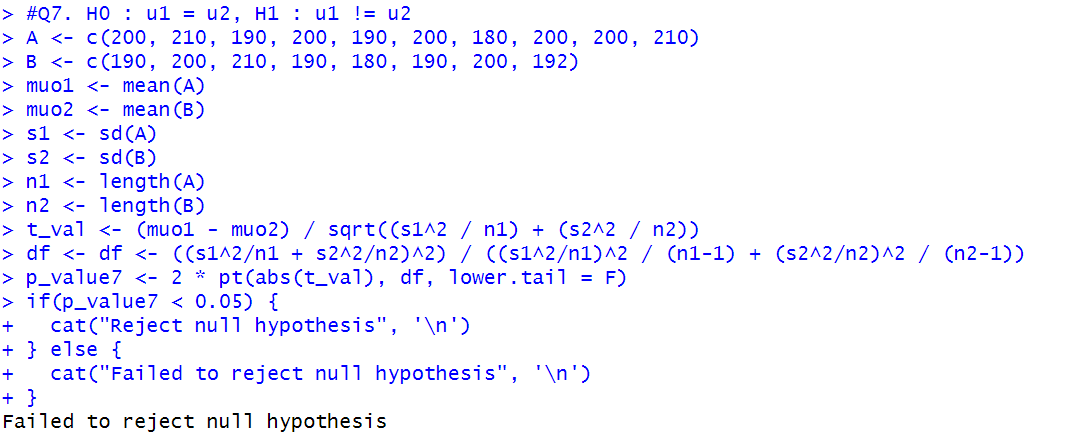 > #Q7. H0 : u1 = u2, H1 : u1 != u2
> A <- c(200, 210, 190, 200, 190, 200, 180, 200, 200, 210)
> B <- c(190, 200, 210, 190, 180, 190, 200, 192)
> muo1 <- mean(A)
> muo2 <- mean(B)
> s1 <- sd(A)
> s2 <- sd(B)
> n1 <- length(A)
> n2 <- length(B)
> t_val <- (muo1 - muo2) / sqrt((s1^2 / n1) + (s2^2 / n2))
> df <- df <- ((s1^2/n1 + s2^2/n2)^2) / ((s1^2/n1)^2 / (n1-1) + (s2^2/n2)^2 / (n2-1))
> p_value7 <- 2 * pt(abs(t_val), df, lower.tail = F)
> if(p_value7 < 0.05) {
+   cat("Reject null hypothesis", '\n')
+ } else {
+   cat("Failed to reject null hypothesis", '\n')
+ }
Failed to reject null hypothesis